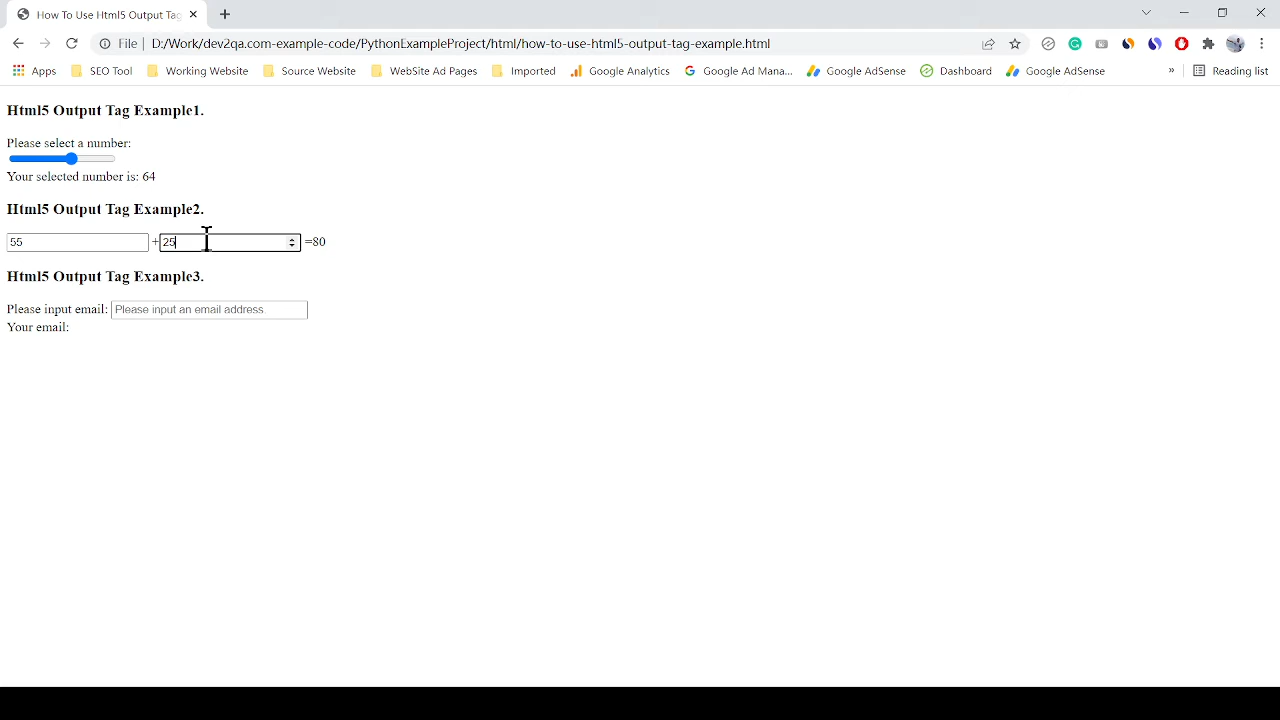 How To Use Html5 Output Tag
File | D:/Work/dev2qa.com-example-code/PythonExampleProject/html/how-to-use-html5-output-tag-example.html
Apps SEO Tool Working Website SourceWebsite WebSite Ad Pages Imported Google Analytics Google Ad Mana... Google AdSense Dashboard Google AdSense » Reading list
Html5 Output Tag Example1.
Please select a number:
Your selected number is: 64
Html5 Output Tag Example2.
55 + 25 =80
Html5 Output Tag Example3.
Please input email: Please input an email address.
Your email: